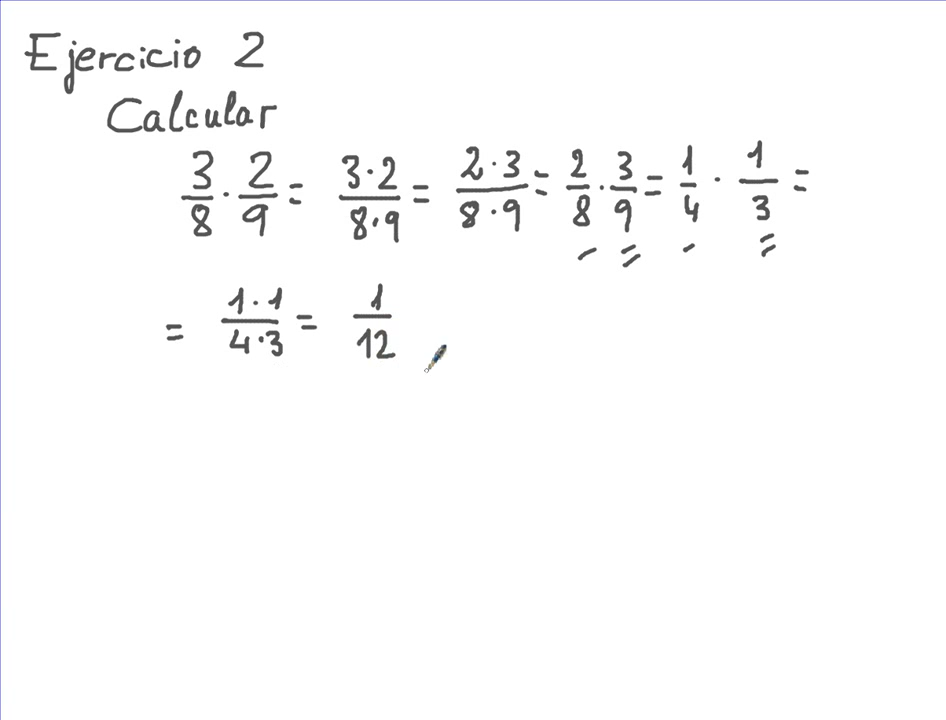 Ejercicio 2
Calcular
3/8 · 2/9 = 3·2/8·9 = 2·3/8·9 = 2/8 · 3/9 = 1/4 · 1/3 =
= 1·1/4·3 = 1/12